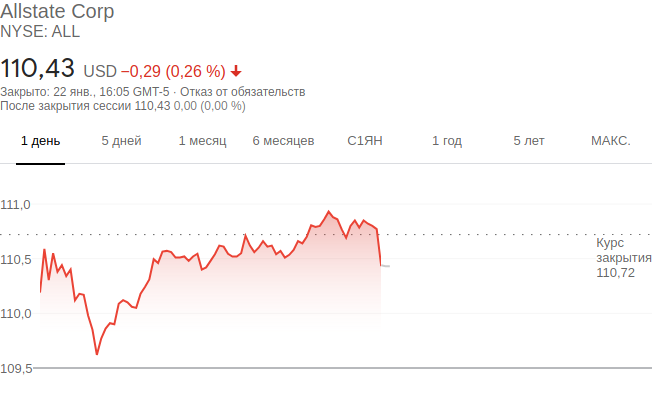 Allstate Corp
NYSE: ALL
110,43 USD −0,29 (0,26 %)
Закрыто: 22 янв., 16:05 GMT-5 · Отказ от обязательств
После закрытия сессии 110,43 0,00 (0,00 %)
1 день 5 дней 1 месяц 6 месяцев С1ЯН 1 год 5 лет МАКС.
111,0
Курс
закрытия
110,72
110,5
110,0
109,5